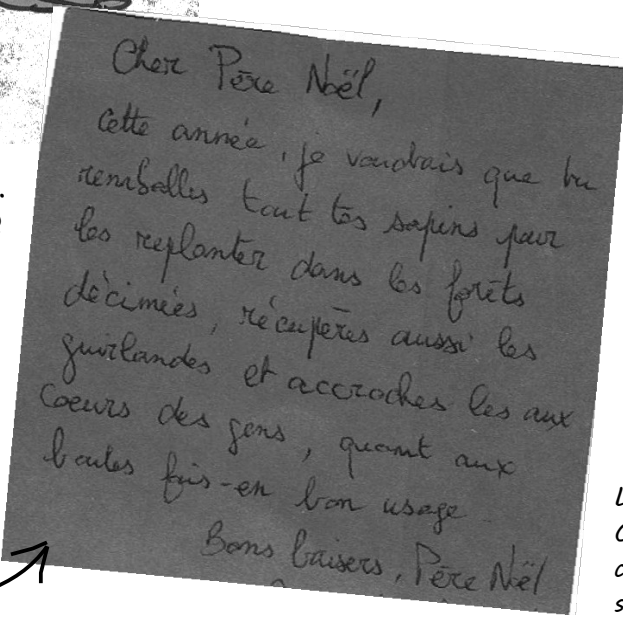 Cher Père Noël,
Cette année, je voudrais que tu
remballes tout tes sapins pour
les replanter dans les forêts
décimées, récupères aussi les
guirlandes et accroches les aux
coeurs des gens, quant aux
boules fais-en bon usage.
Bons baisers, Père Noël